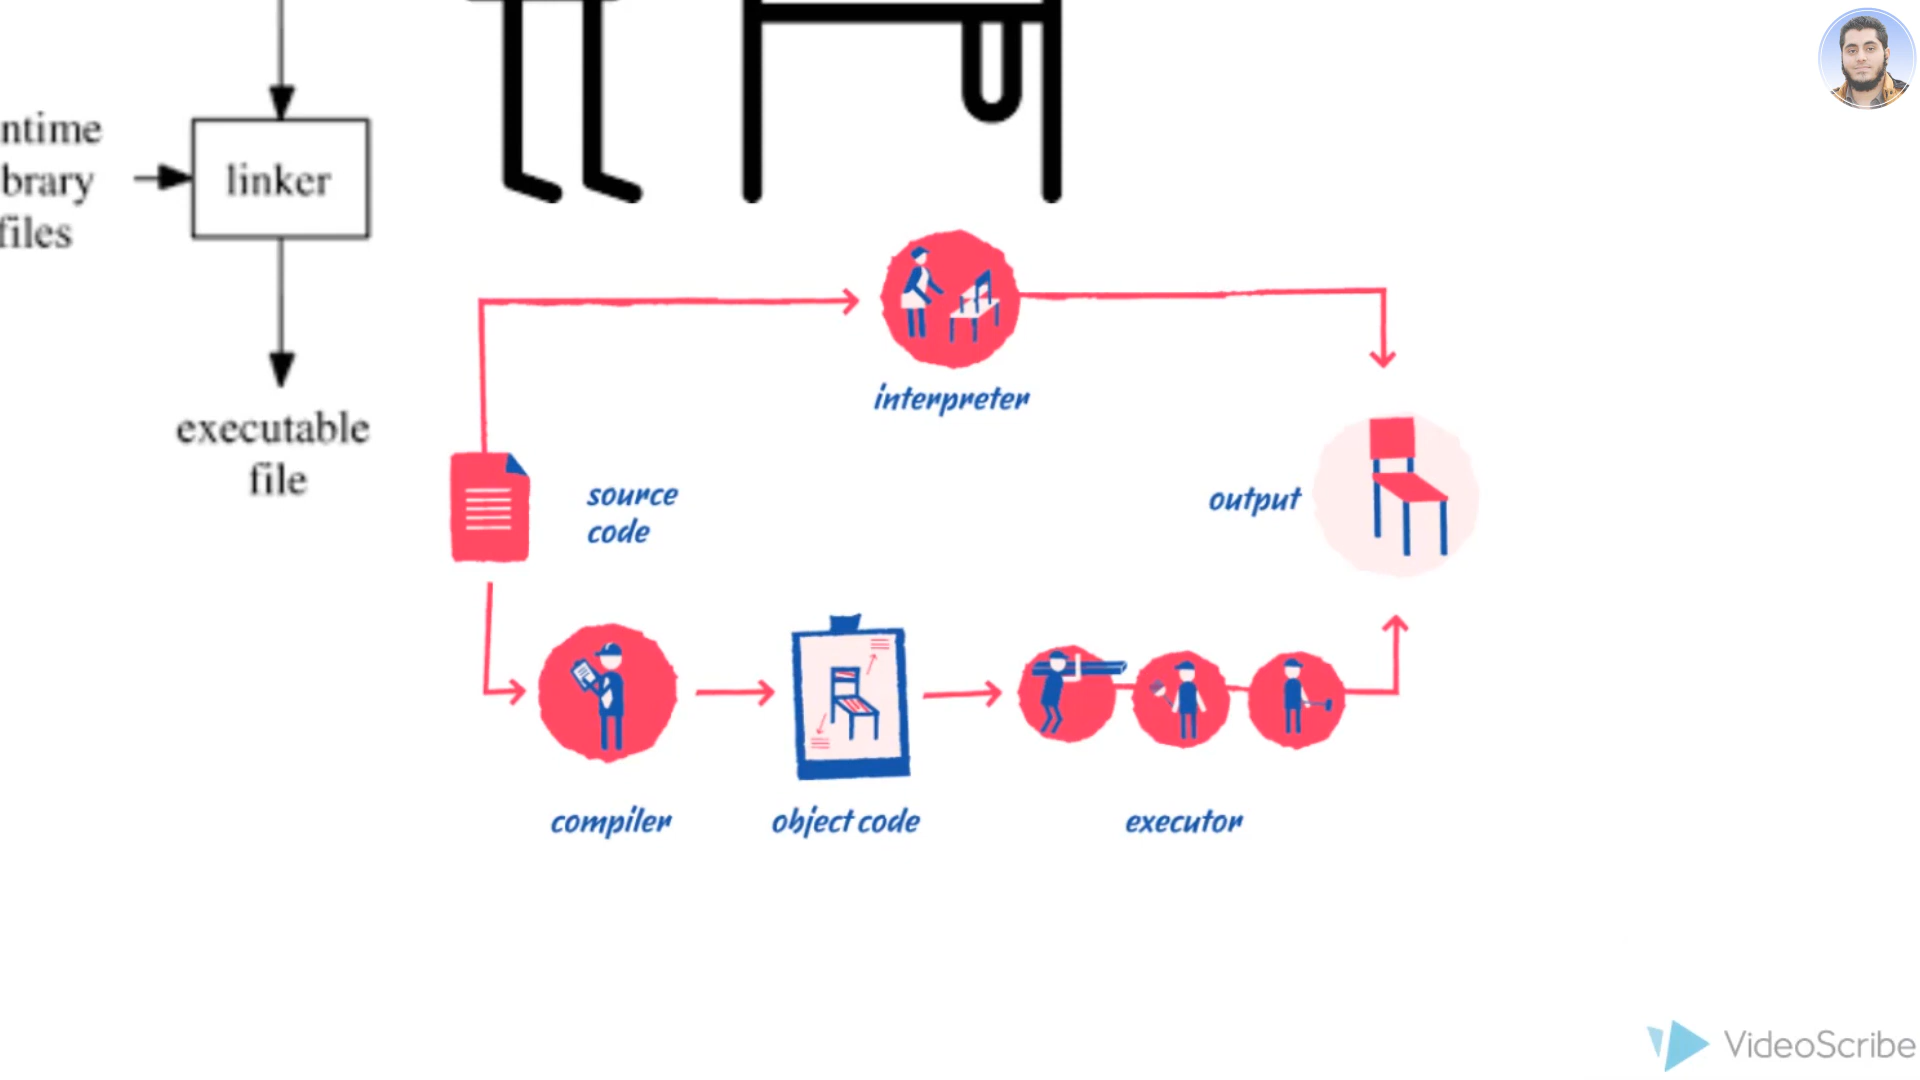 ntime
brary
files
linker
executable
file
interpreter
source
code
output
compiler
object code
executor
VideoScribe